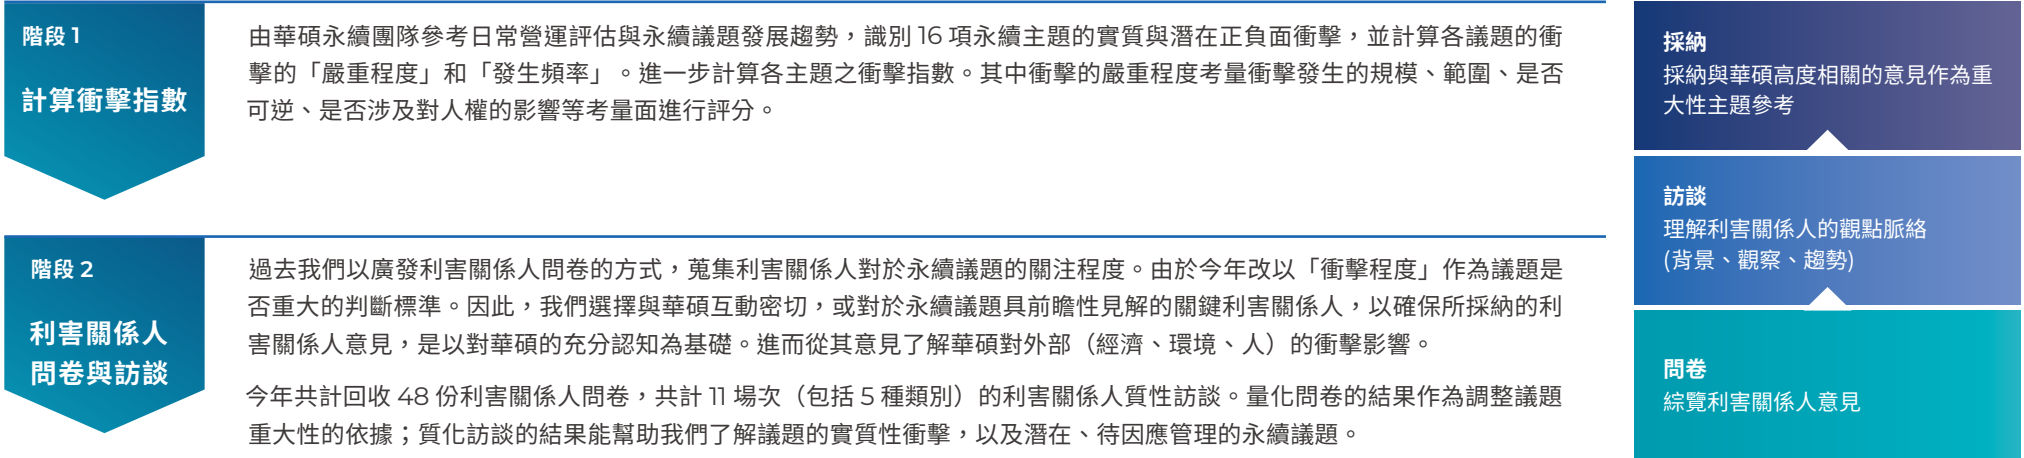 階段 1
計算衝擊指數
由華碩永續團隊參考日常營運評估與永續議題發展趨勢，識別 16 項永續主題的實質與潛在正負面衝擊，並計算各議題的衝
擊的「嚴重程度」和「發生頻率」。進一步計算各主題之衝擊指數。其中衝擊的嚴重程度考量衝擊發生的規模、範圍、是否
可逆、是否涉及對人權的影響等考量面進行評分。
階段 2
利害關係人
問卷與訪談
過去我們以廣發利害關係人問卷的方式，蒐集利害關係人對於永續議題的關注程度。由於今年改以「衝擊程度」作為議題是
否重大的判斷標準。因此，我們選擇與華碩互動密切，或對於永續議題具前瞻性見解的關鍵利害關係人，以確保所採納的利
害關係人意見，是以對華碩的充分認知為基礎。進而從其意見了解華碩對外部（經濟、環境、人）的衝擊影響。
今年共計回收 48 份利害關係人問卷，共計 11 場次（包括 5 種類別）的利害關係人質性訪談。量化問卷的結果作為調整議題
重大性的依據；質化訪談的結果能幫助我們了解議題的實質性衝擊，以及潛在、待因應管理的永續議題。
採納
採納與華碩高度相關的意見作為重
大性主題參考
訪談
理解利害關係人的觀點脈絡
(背景、觀察、趨勢)
問卷
綜覽利害關係人意見